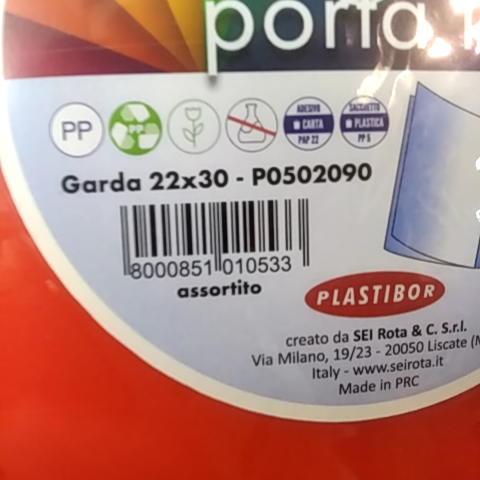 porta
PP
PP
ADESIVO
CARTA
PAP 22
SACCHETTO
PLASTICA
PP 5
Garda 22x30 - P0502090
8000851 010533
assortito
PLASTIBOR
creato da SEI Rota & C. S.r.l.
Via Milano, 19/23 - 20050 Liscate (M
Italy - www.seirota.it
Made in PRC